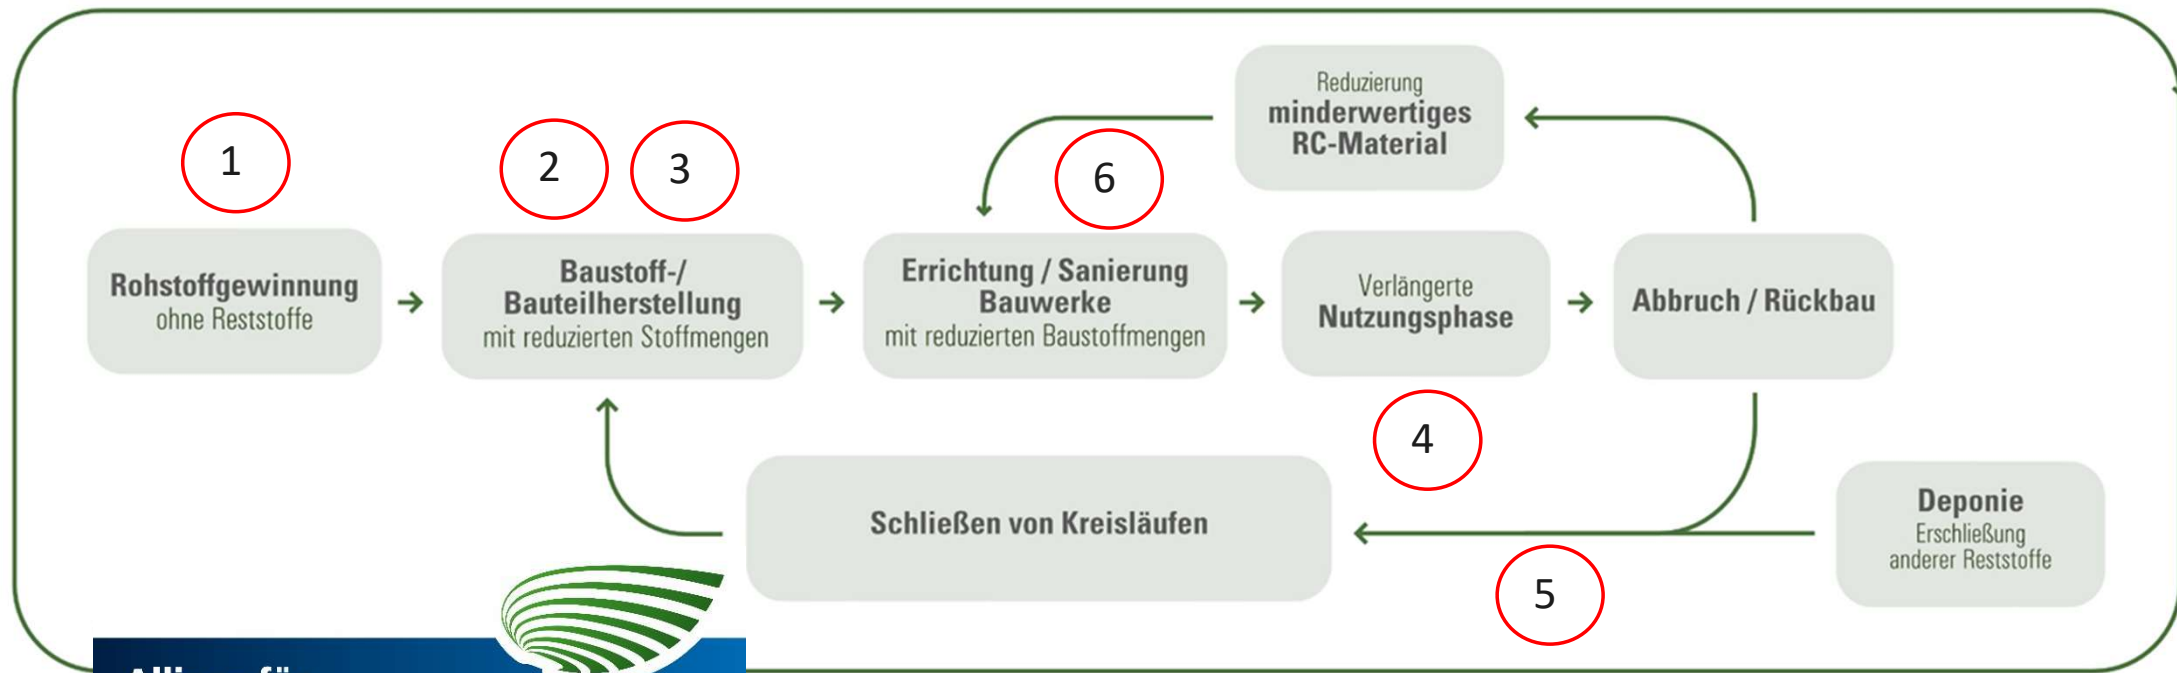 1
2
3
6
Reduzierung
minderwertiges
RC-Material
Rohstoffgewinnung
ohne Reststoffe
Baustoff-/
Bauteilherstellung
mit reduzierten Stoffmengen
Errichtung / Sanierung
Bauwerke
mit reduzierten Baustoffmengen
Verlängerte
Nutzungsphase
Abbruch / Rückbau
4
Schließen von Kreisläufen
5
Deponie
Erschließung
anderer Reststoffe